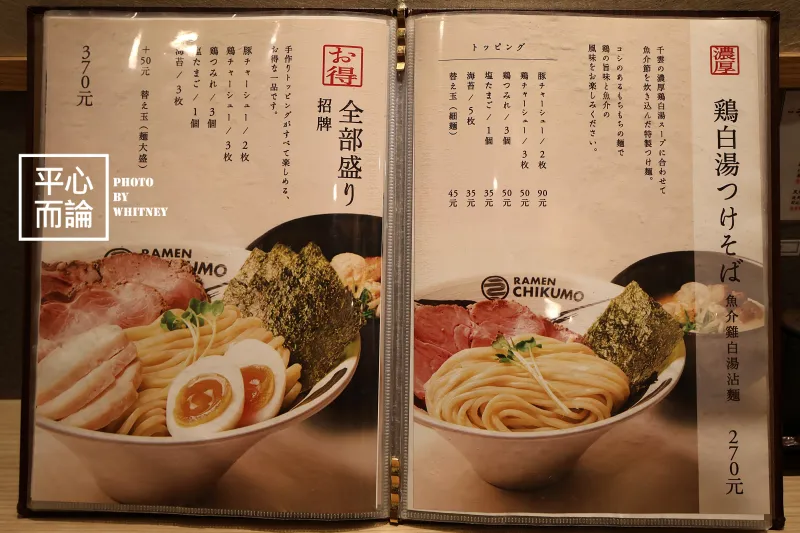 濃厚
鶏白湯つけそば
魚介雞白湯沾麺
270元
千雲の濃厚鶏白湯スープに合わせて
魚介節を炊き込んだ特製つけ麺。
コシのあるもちもちの麺で
鶏の旨味と魚介の
風味をお楽しみください。
トッピング
豚チャーシュー / 2枚 90元
鶏チャーシュー / 3枚 50元
鶏つみれ / 3個 50元
塩たまご / 1個 35元
海苔 / 5枚 35元
替え玉（細麺） 45元
RAMEN
CHIKUMO
お得
全部盛り
招牌
手作りトッピングがすべて楽しめる、
お得な一品です。
豚チャーシュー / 2枚
鶏チャーシュー / 3枚
鶏つみれ / 3個
塩たまご / 1個
海苔 / 3枚
+50元 替え玉（麺大盛）
370元
RAMEN
平心
而論
PHOTO
BY
WHITNEY